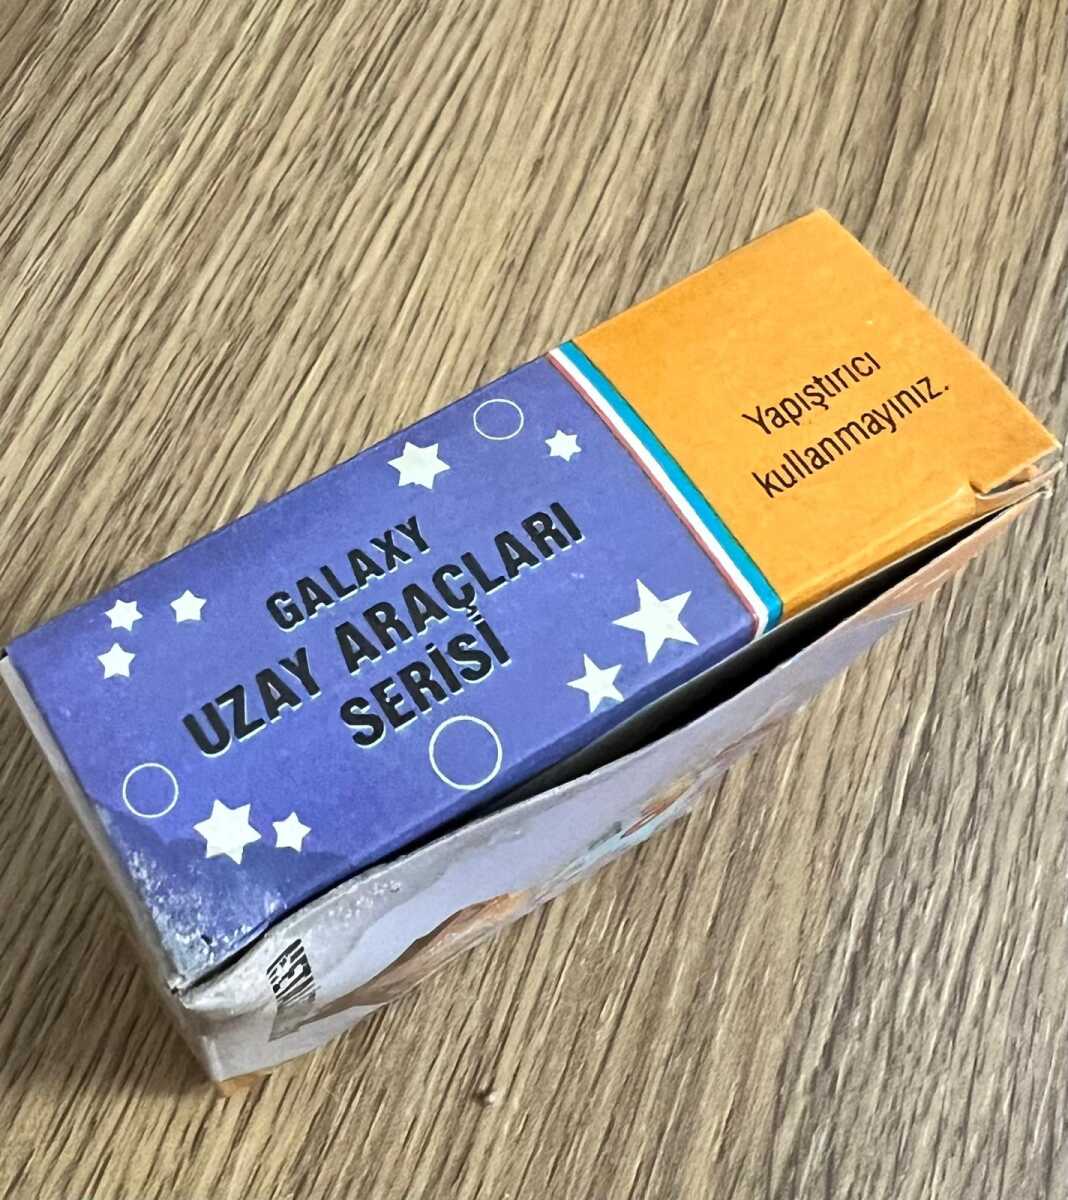 GALAXY
UZAY ARAÇLARI
SERİSİ
Yapıştırıcı
kullanmayınız.